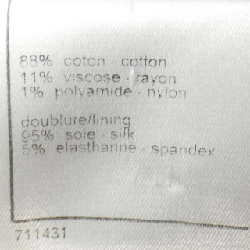 88% coton - cotton
11% viscose - rayon
1% polyamide - nylon
doublure/lining
95% soie - silk
5% elasthanne - spandex
711431